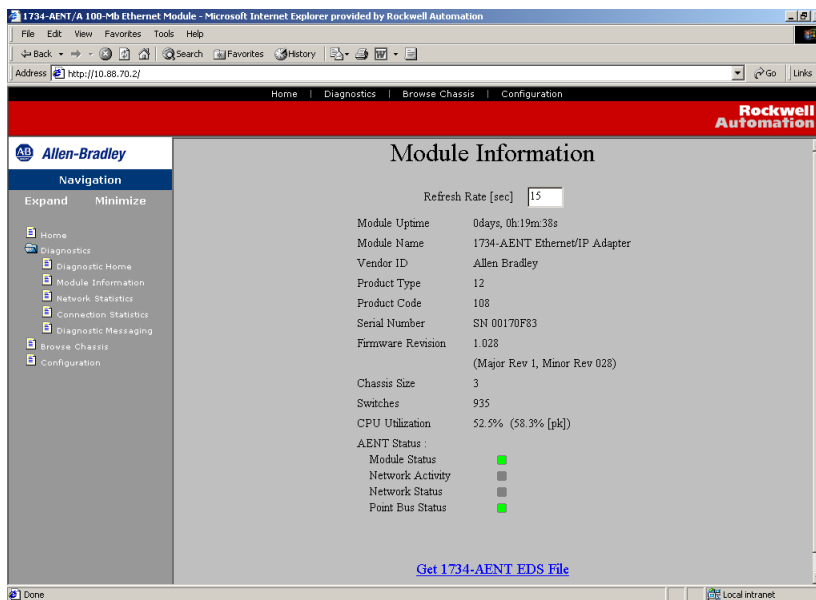 1734-AENT/A 100-Mb Ethernet Module - Microsoft Internet Explorer provided by Rockwell Automation
File Edit View Favorites Tools Help
Back Search Favorites History
Address http://10.88.70.2/ Go Links
Home | Diagnostics | Browse Chassis | Configuration
Rockwell
Automation
AB Allen-Bradley
Navigation
Expand Minimize
Home
Diagnostics
Diagnostic Home
Module Information
Network Statistics
Connection Statistics
Diagnostic Messaging
Browse Chassis
Configuration
Module Information
Refresh Rate [sec] 15
Module Uptime 0days, 0h:19m:38s
Module Name 1734-AENT Ethernet/IP Adapter
Vendor ID Allen Bradley
Product Type 12
Product Code 108
Serial Number SN 00170F83
Firmware Revision 1.028
(Major Rev 1, Minor Rev 028)
Chassis Size 3
Switches 935
CPU Utilization 52.5% (58.3% [pk])
AENT Status :
Module Status
Network Activity
Network Status
Point Bus Status
Get 1734-AENT EDS File
Done Local intranet